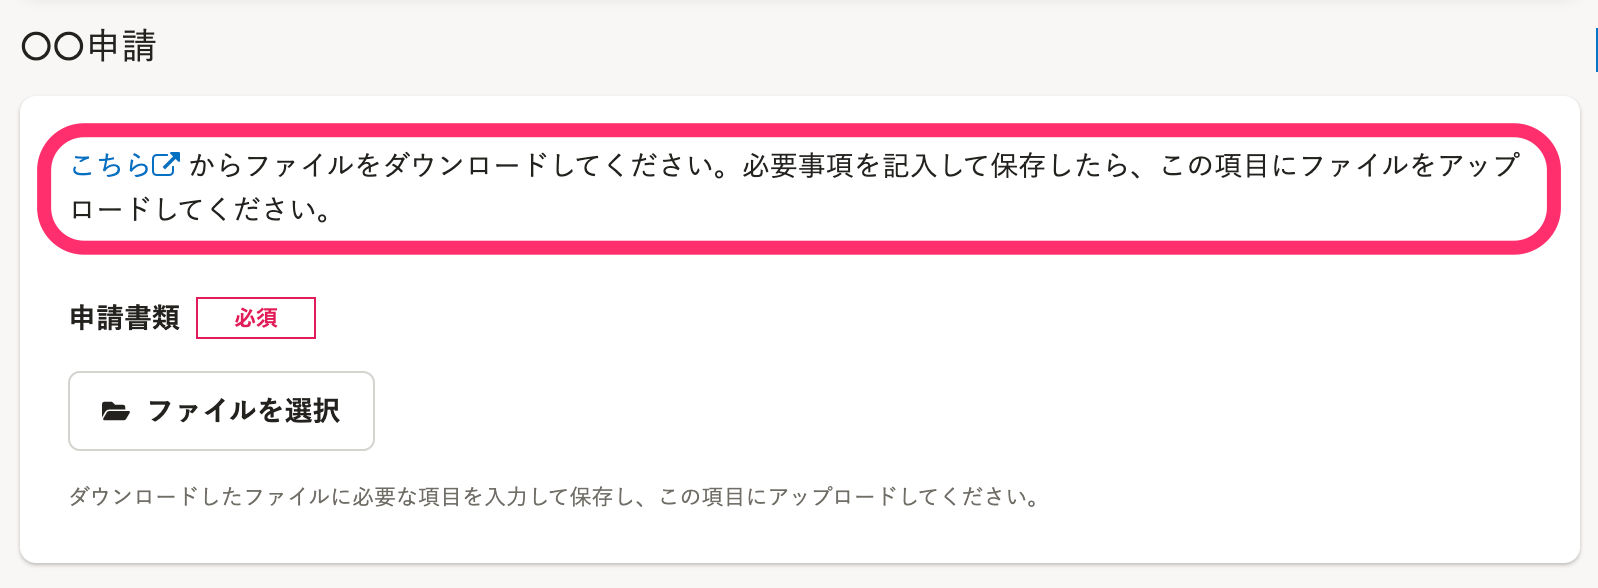 〇〇申請
こちら からファイルをダウンロードしてください。必要事項を記入して保存したら、この項目にファイルをアップ
ロードしてください。
申請書類 必須
ファイルを選択
ダウンロードしたファイルに必要な項目を入力して保存し、この項目にアップロードしてください。